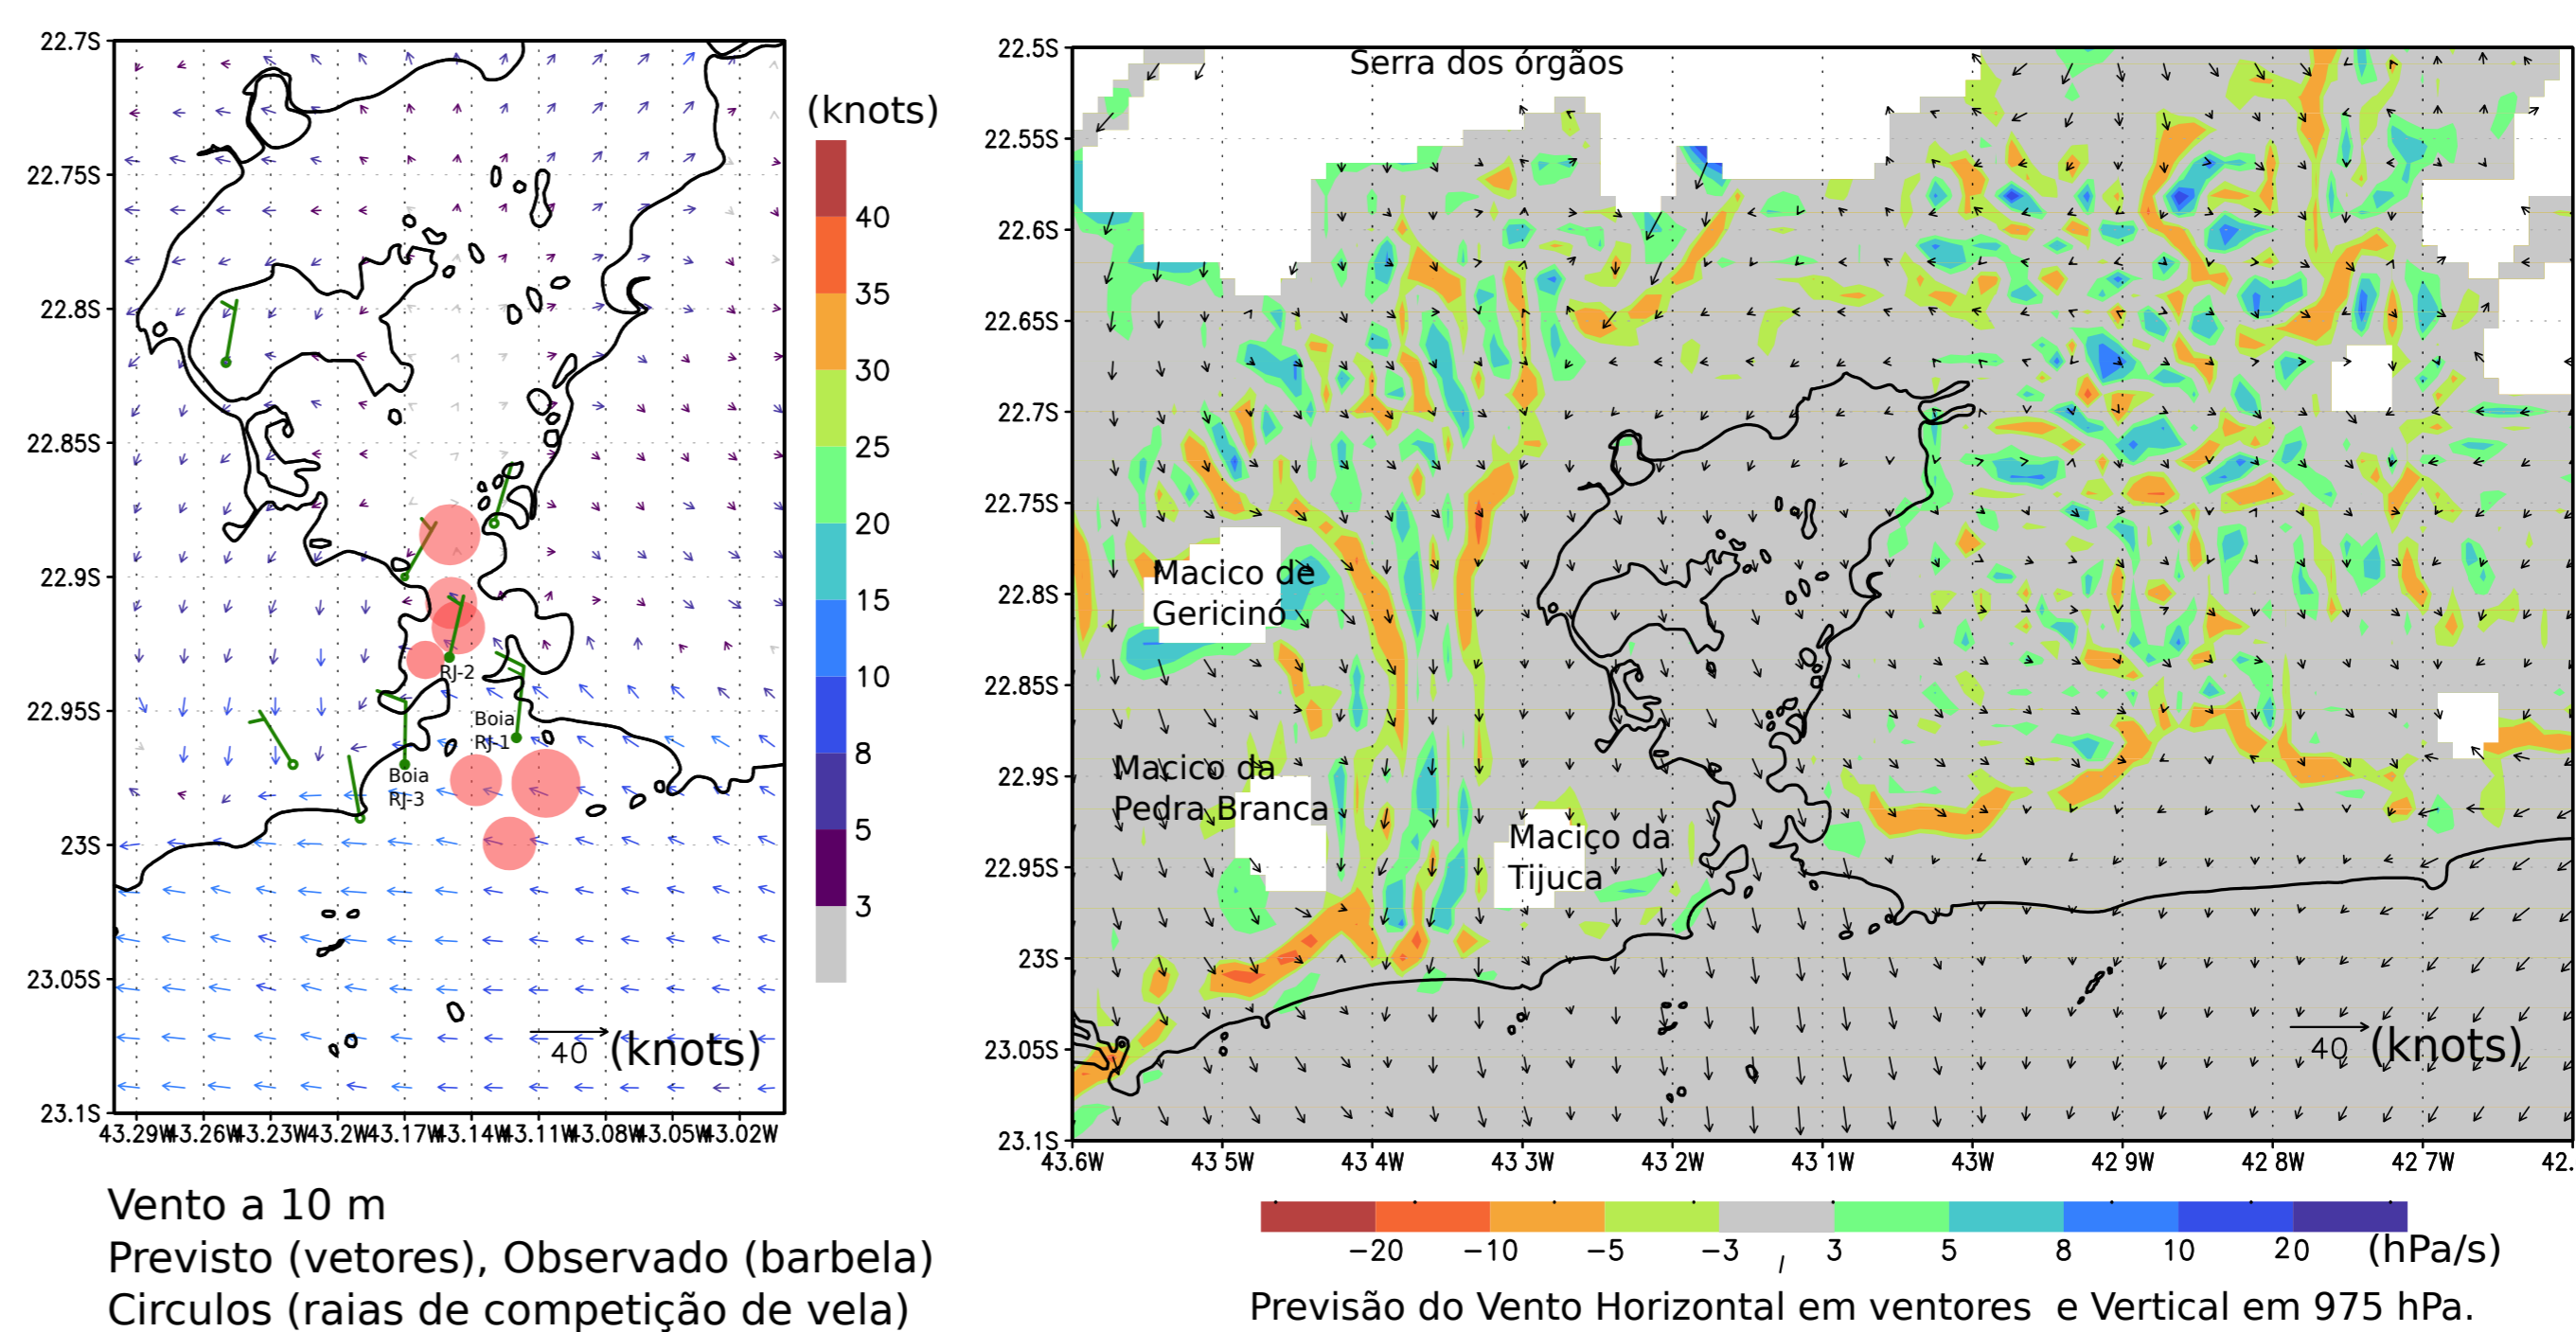 22.7S
22.75S
22.8S
22.85S
22.9S
22.95S
23S
23.05S
23.1S
43.29W 43.26W 43.23W 43.2W 43.17W 43.14W 43.11W 43.08W 43.05W 43.02W
RJ-2
Boia
RJ-1
Boia
RJ-3
40 (knots)
(knots)
40
35
30
25
20
15
10
8
5
3
Vento a 10 m
Previsto (vetores), Observado (barbela)
Circulos (raias de competição de vela)
22.5S
22.55S
22.6S
22.65S
22.7S
22.75S
22.8S
22.85S
22.9S
22.95S
23S
23.05S
23.1S
Serra dos órgãos
Macico de
Gericinó
Macico da
Pedra Branca
Maciço da
Tijuca
40 (knots)
43.6W 43.5W 43.4W 43.3W 43.2W 43.1W 43W 42.9W 42.8W 42.7W 42.
−20 −10 −5 −3 3 5 8 10 20 (hPa/s)
Previsão do Vento Horizontal em ventores e Vertical em 975 hPa.